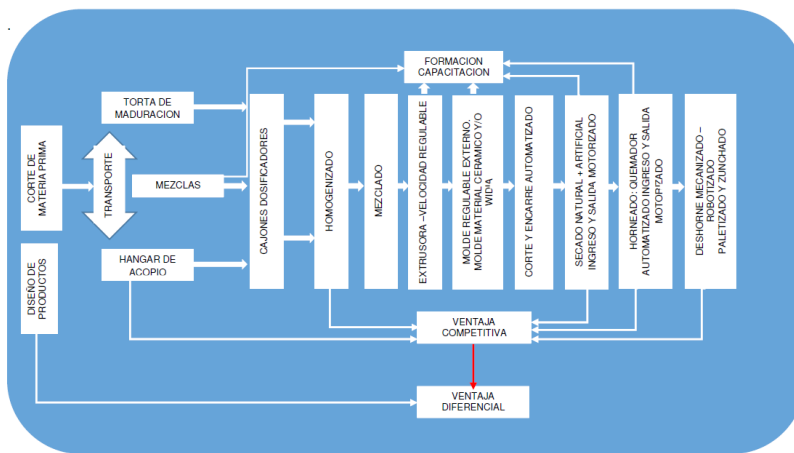 FORMACION
CAPACITACION
TORTA DE
MADURACION
CORTE DE
MATERIA PRIMA
TRANSPORTE
MEZCLAS
HANGAR DE
ACOPIO
DISEÑO DE
PRODUCTOS
CAJONES DOSIFICADORES
HOMOGENIZADO
MEZCLADO
EXTRUSORA –VELOCIDAD REGULABLE
MOLDE REGULABLE EXTERNO.
MOLDE MATERIAL CERAMICO Y/O
WIDIA
CORTE Y ENCARRE AUTOMATIZADO
SECADO NATURAL + ARTIFICIAL
INGRESO Y SALIDA MOTORIZADO
HORNEADO: QUEMADOR
AUTOMATIZADO INGRESO Y SALIDA
DESHORNE MECANIZADO –
ROBOTIZADO
PALETIZADO Y ZUNCHADO
VENTAJA
COMPETITIVA
VENTAJA
DIFERENCIAL